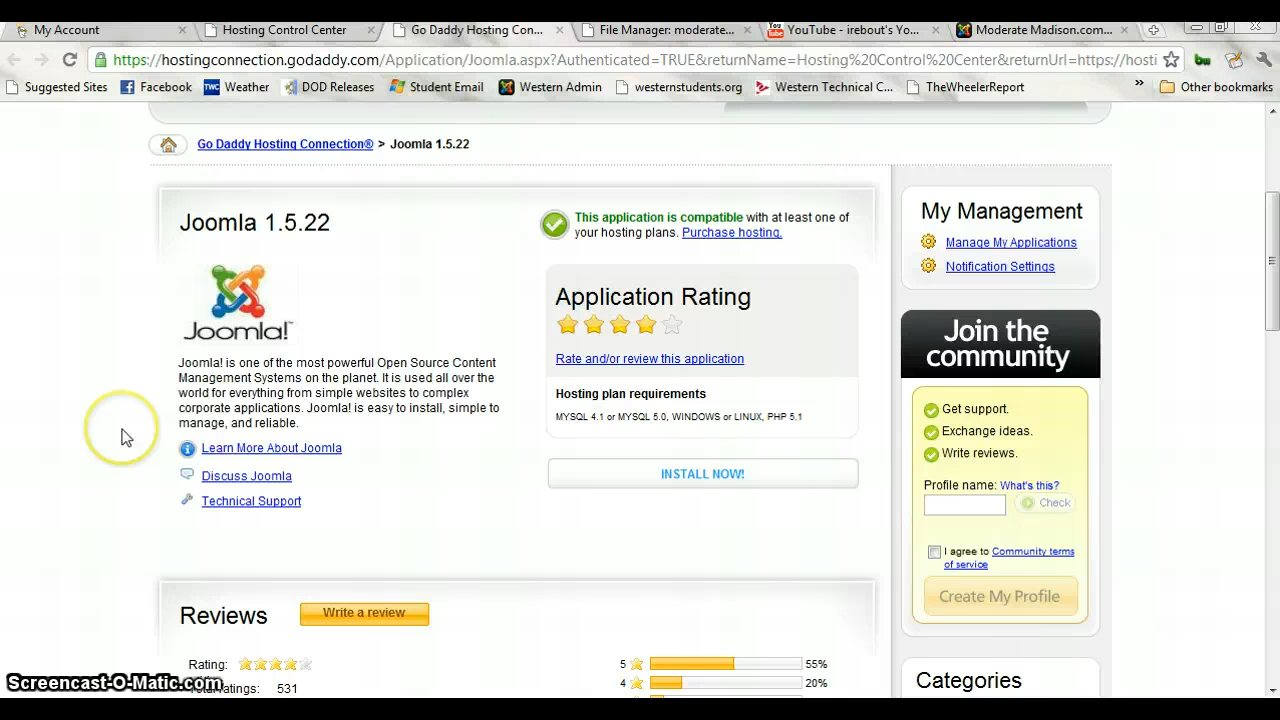 My Account
Hosting Control Center
Go Daddy Hosting Con...
File Manager: moderate...
YouTube - irebout's Yo...
Moderate Madison.com...
https://hostingconnection.godaddy.com/Application/Joomla.aspx?Authenticated=TRUE&returnName=Hosting%20Control%20Center&returnUrl=https://hosti
Suggested Sites
Facebook
TWC Weather
DOD Releases
Student Email
Western Admin
westernstudents.org
Western Technical C...
TheWheelerReport
» Other bookmarks
Go Daddy Hosting Connection® > Joomla 1.5.22
Joomla 1.5.22
Joomla!™
Joomla! is one of the most powerful Open Source Content
Management Systems on the planet. It is used all over the
world for everything from simple websites to complex
corporate applications. Joomla! is easy to install, simple to
manage, and reliable.
Learn More About Joomla
Discuss Joomla
Technical Support
This application is compatible with at least one of
your hosting plans. Purchase hosting.
Application Rating
Rate and/or review this application
Hosting plan requirements
MYSQL 4.1 or MYSQL 5.0, WINDOWS or LINUX, PHP 5.1
INSTALL NOW!
My Management
Manage My Applications
Notification Settings
Join the
community
Get support.
Exchange ideas.
Write reviews.
Profile name: What's this?
Check
I agree to Community terms
of service
Create My Profile
Reviews
Write a review
Rating:
Total Ratings: 531
5 55%
4 20%
Categories
Screencast-O-Matic.com